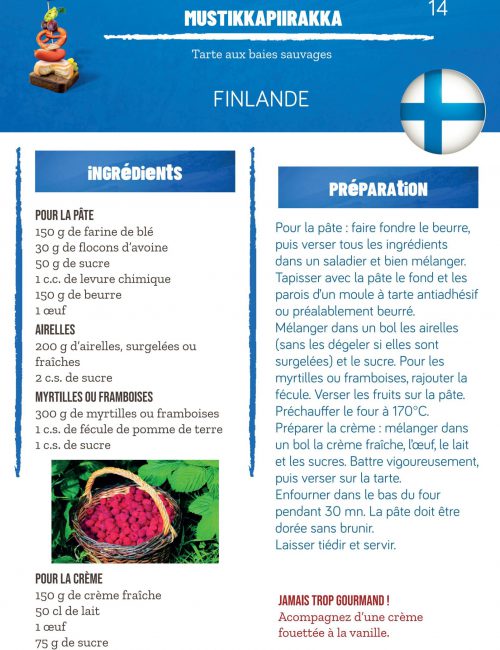 MUSTIKKAPIIRAKKA
14
Tarte aux baies sauvages
FINLANDE
INGRÉDIENTS
POUR LA PÂTE
150 g de farine de blé
30 g de flocons d'avoine
50 g de sucre
1 c.c. de levure chimique
150 g de beurre
1 œuf
AIRELLES
200 g d'airelles, surgelées ou
fraîches
2 c.s. de sucre
MYRTILLES OU FRAMBOISES
300 g de myrtilles ou framboises
1 c.s. de fécule de pomme de terre
1 c.s. de sucre
POUR LA CRÈME
150 g de crème fraîche
50 cl de lait
1 œuf
75 g de sucre
PRÉPARATION
Pour la pâte : faire fondre le beurre,
puis verser tous les ingrédients
dans un saladier et bien mélanger.
Tapisser avec la pâte le fond et les
parois d'un moule à tarte antiadhésif
ou préalablement beurré.
Mélanger dans un bol les airelles
(sans les dégeler si elles sont
surgelées) et le sucre. Pour les
myrtilles ou framboises, rajouter la
fécule. Verser les fruits sur la pâte.
Préchauffer le four à 170°C.
Préparer la crème : mélanger dans
un bol la crème fraîche, l'œuf, le lait
et les sucres. Battre vigoureusement,
puis verser sur la tarte.
Enfourner dans le bas du four
pendant 30 mn. La pâte doit être
dorée sans brunir.
Laisser tiédir et servir.
JAMAIS TROP GOURMAND !
Acompagnez d'une crème
fouettée à la vanille.